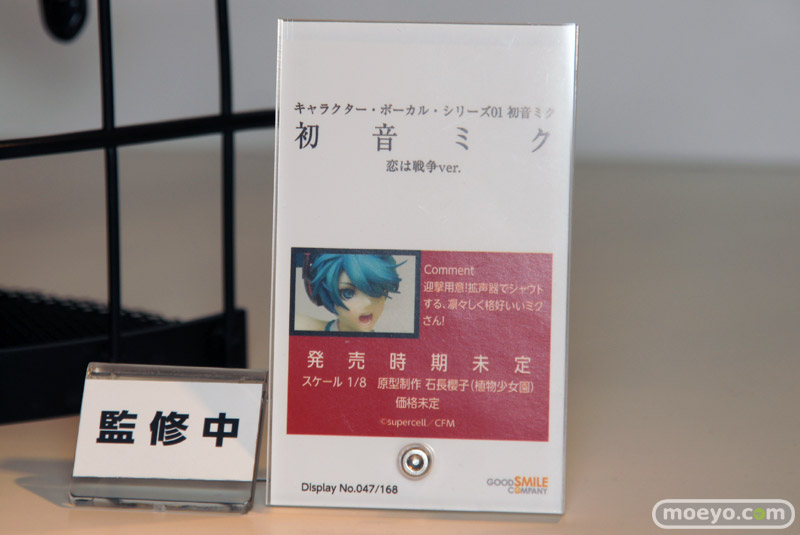 キャラクター・ボーカル・シリーズ01 初音ミク
初音ミク
恋は戦争ver.
Comment
迎撃用意!拡声器でシャウト
する、凛々しく格好いいミク
さん!
発売時期未定
スケール 1/8 原型制作 石長櫻子(植物少女園)
価格未定
©supercell/CFM
監修中
Display No.047/168
GOOD SMILE
COMPANY
moeyo.com